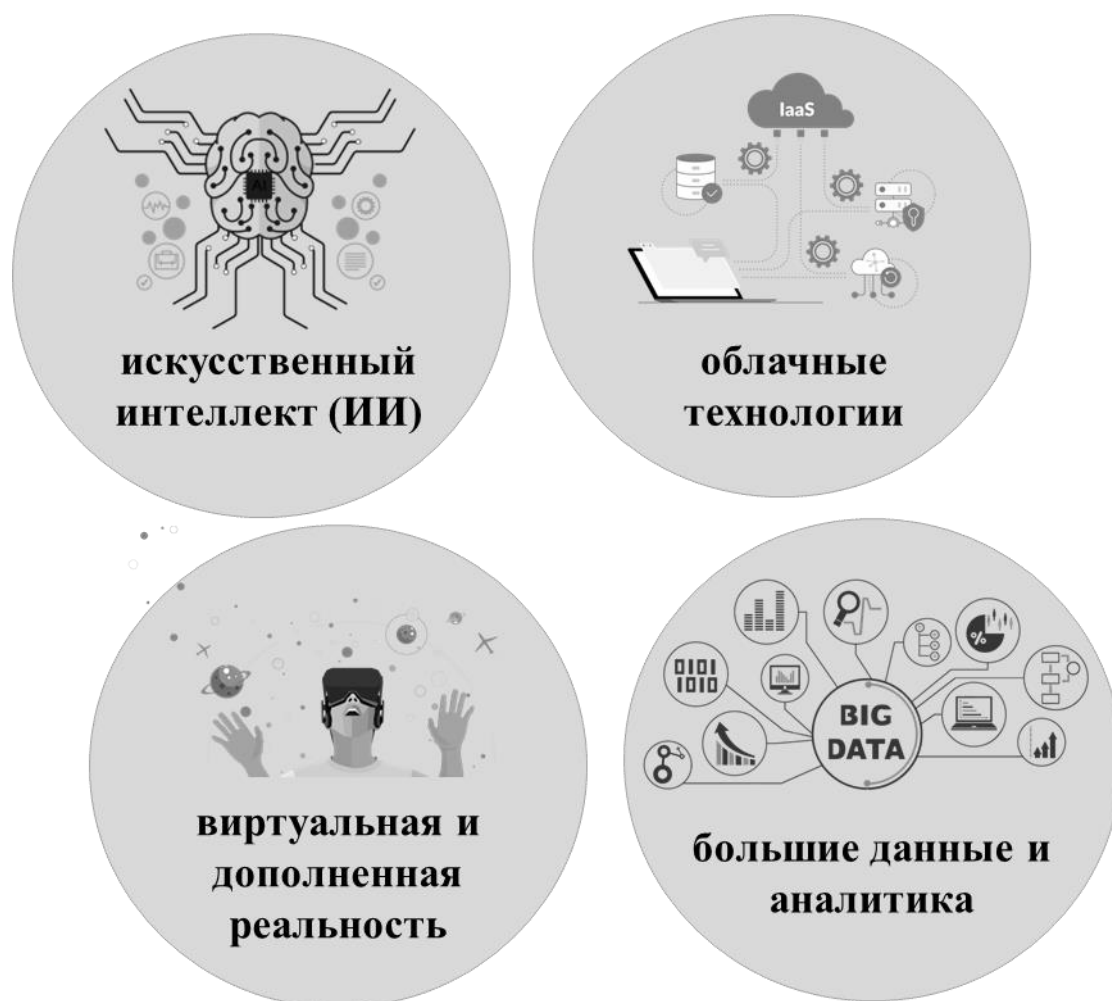 AI
искусственный
интеллект (ИИ)
IaaS
облачные
технологии
виртуальная и
дополненная
реальность
0101
1010
%
BIG
DATA
большие данные и
аналитика